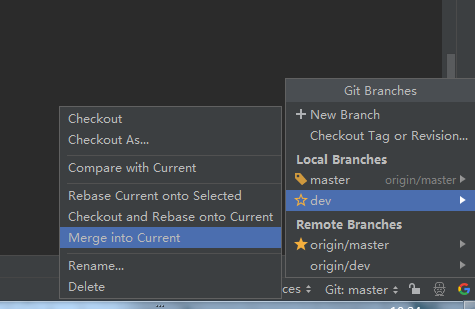 Git Branches
New Branch
Checkout Tag or Revision...
Local Branches
master origin/master
dev
Remote Branches
origin/master
origin/dev
Checkout
Checkout As...
Compare with Current
Rebase Current onto Selected
Checkout and Rebase onto Current
Merge into Current
Rename...
Delete
Git: master